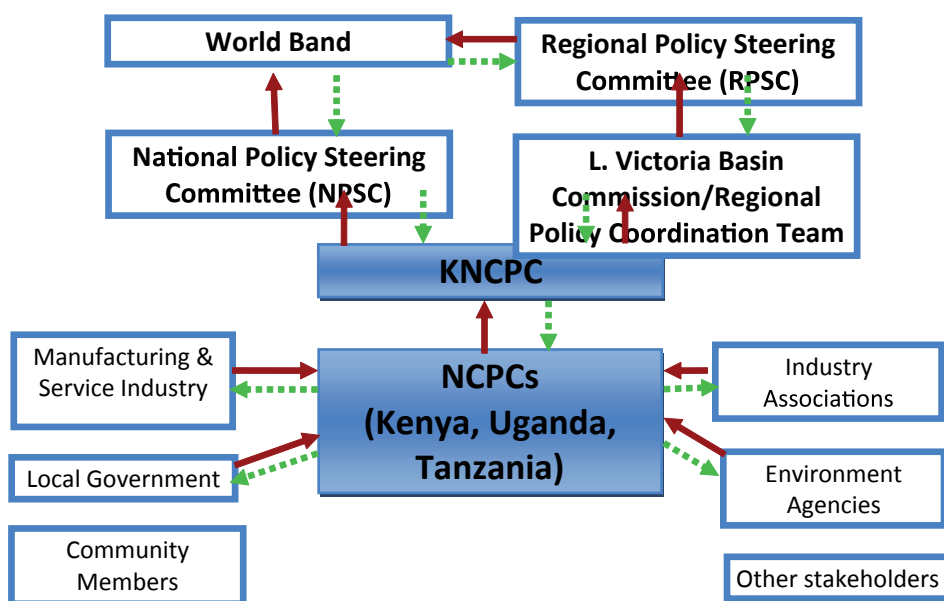 World Band
Regional Policy Steering
Committee (RPSC)
National Policy Steering
Committee (NPSC)
L. Victoria Basin
Commission/Regional
Policy Coordination Team
KNCPC
Manufacturing &
Service Industry
NCPCs
(Kenya, Uganda,
Tanzania)
Industry
Associations
Local Government
Environment
Agencies
Community
Members
Other stakeholders